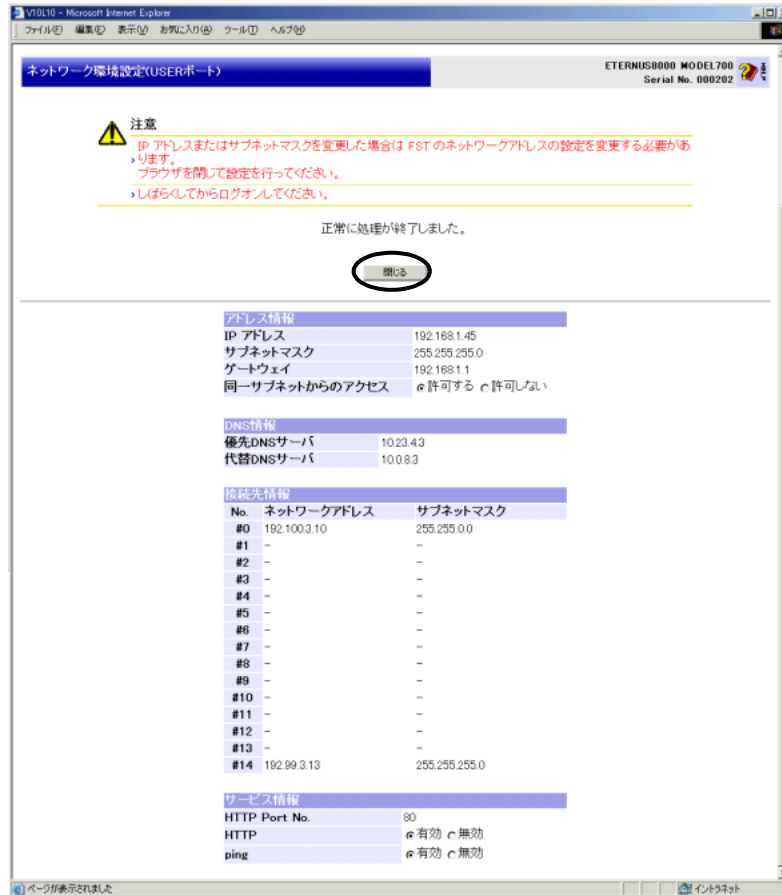 V10L10 - Microsoft Internet Explorer
ファイル(F) 編集(E) 表示(V) お気に入り(A) ツール(T) ヘルプ(H)
ネットワーク環境設定(USERポート)
ETERNUS8000 MODEL700
Serial No. 000202
注意
IP アドレスまたはサブネットマスクを変更した場合は FST のネットワークアドレスの設定を変更する必要があ
ります。
ブラウザを閉じて設定を行ってください。
しばらくしてからログオンしてください。
正常に処理が終了しました。
閉じる
アドレス情報
IP アドレス 192.168.1.45
サブネットマスク 255.255.255.0
ゲートウェイ 192.168.1.1
同一サブネットからのアクセス 許可する 許可しない
DNS情報
優先DNSサーバ 10.23.4.3
代替DNSサーバ 10.0.8.3
接続先情報
No. ネットワークアドレス サブネットマスク
#0 192.100.3.10 255.255.0.0
#1 - -
#2 - -
#3 - -
#4 - -
#5 - -
#6 - -
#7 - -
#8 - -
#9 - -
#10 - -
#11 - -
#12 - -
#13 - -
#14 192.99.3.13 255.255.255.0
サービス情報
HTTP Port No. 80
HTTP 有効 無効
ping 有効 無効
ページが表示されました
イントラネット